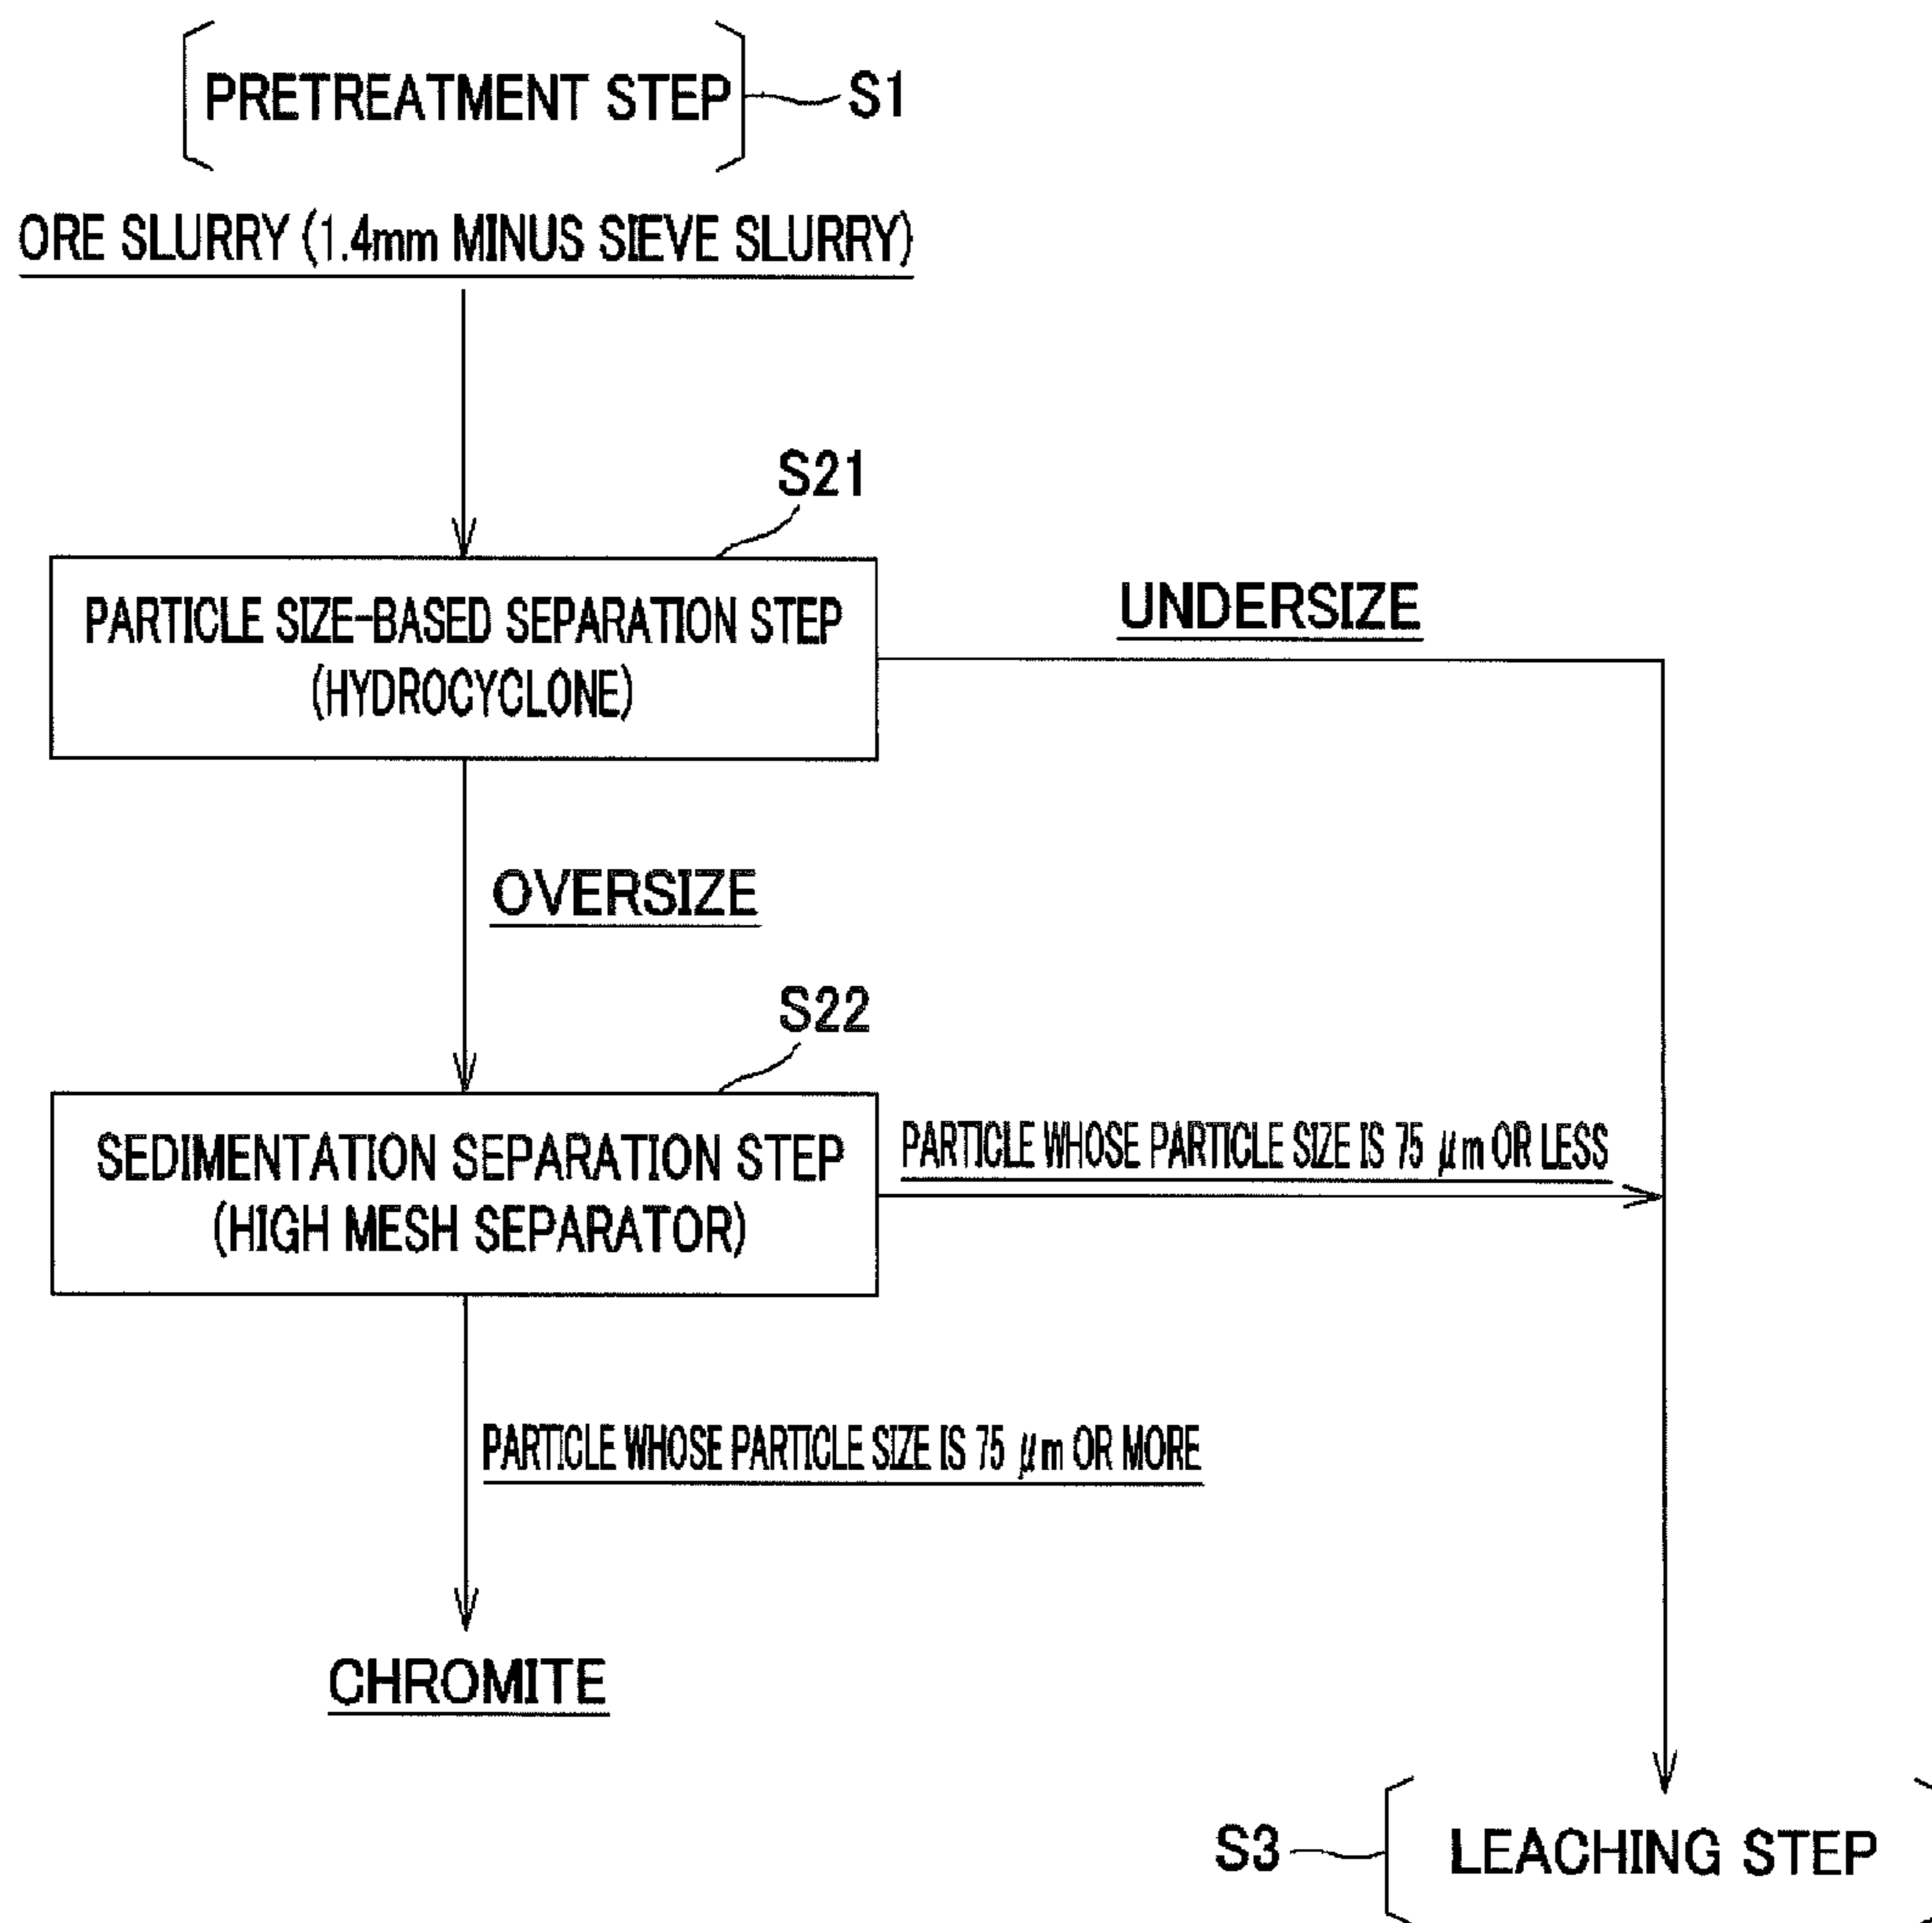 PRETREATMENT STEP
S1
ORE SLURRY (1.4mm MINUS SIEVE SLURRY)
S21
PARTICLE SIZE-BASED SEPARATION STEP
(HYDROCYCLONE)
UNDERSIZE
OVERSIZE
S22
SEDIMENTATION SEPARATION STEP
(HIGH MESH SEPARATOR)
PARTICLE WHOSE PARTICLE SIZE IS 75 μm OR LESS
PARTICLE WHOSE PARTICLE SIZE IS 75 μm OR MORE
CHROMITE
S3
LEACHING STEP